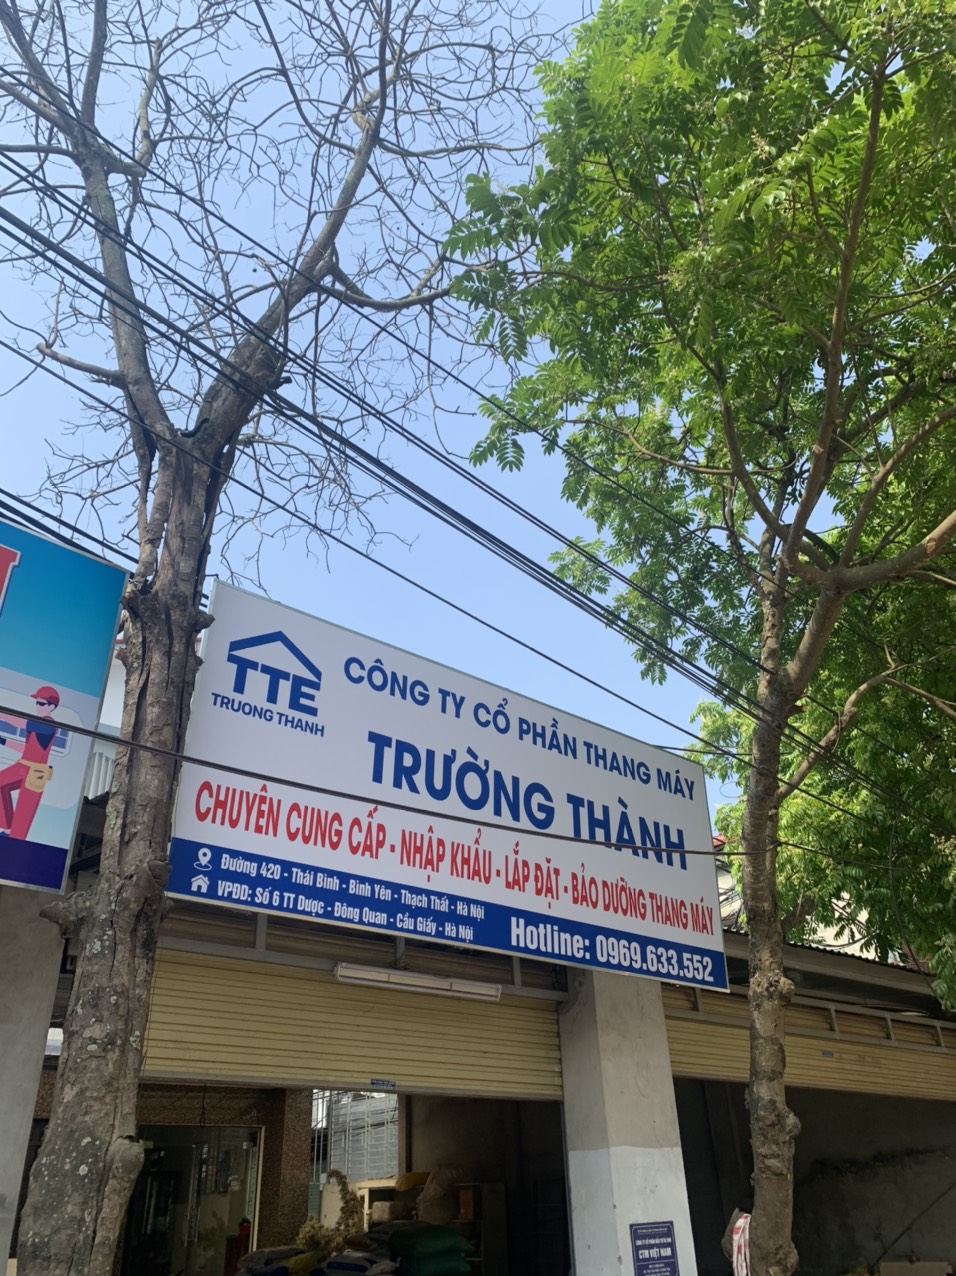 TTE
TRUONG THANH
CÔNG TY CỔ PHẦN THANG MÁY
TRƯỜNG THÀNH
CHUYÊN CUNG CẤP - NHẬP KHẨU - LẮP ĐẶT - BẢO DƯỠNG THANG MÁY
Đường 420 - Thái Bình - Bình Yên - Thạch Thất - Hà Nội
VPĐD: Số 6 TT Dược - Đông Quan - Cầu Giấy - Hà Nội
Hotline: 0969.633.552
CTM VIỆT NAM